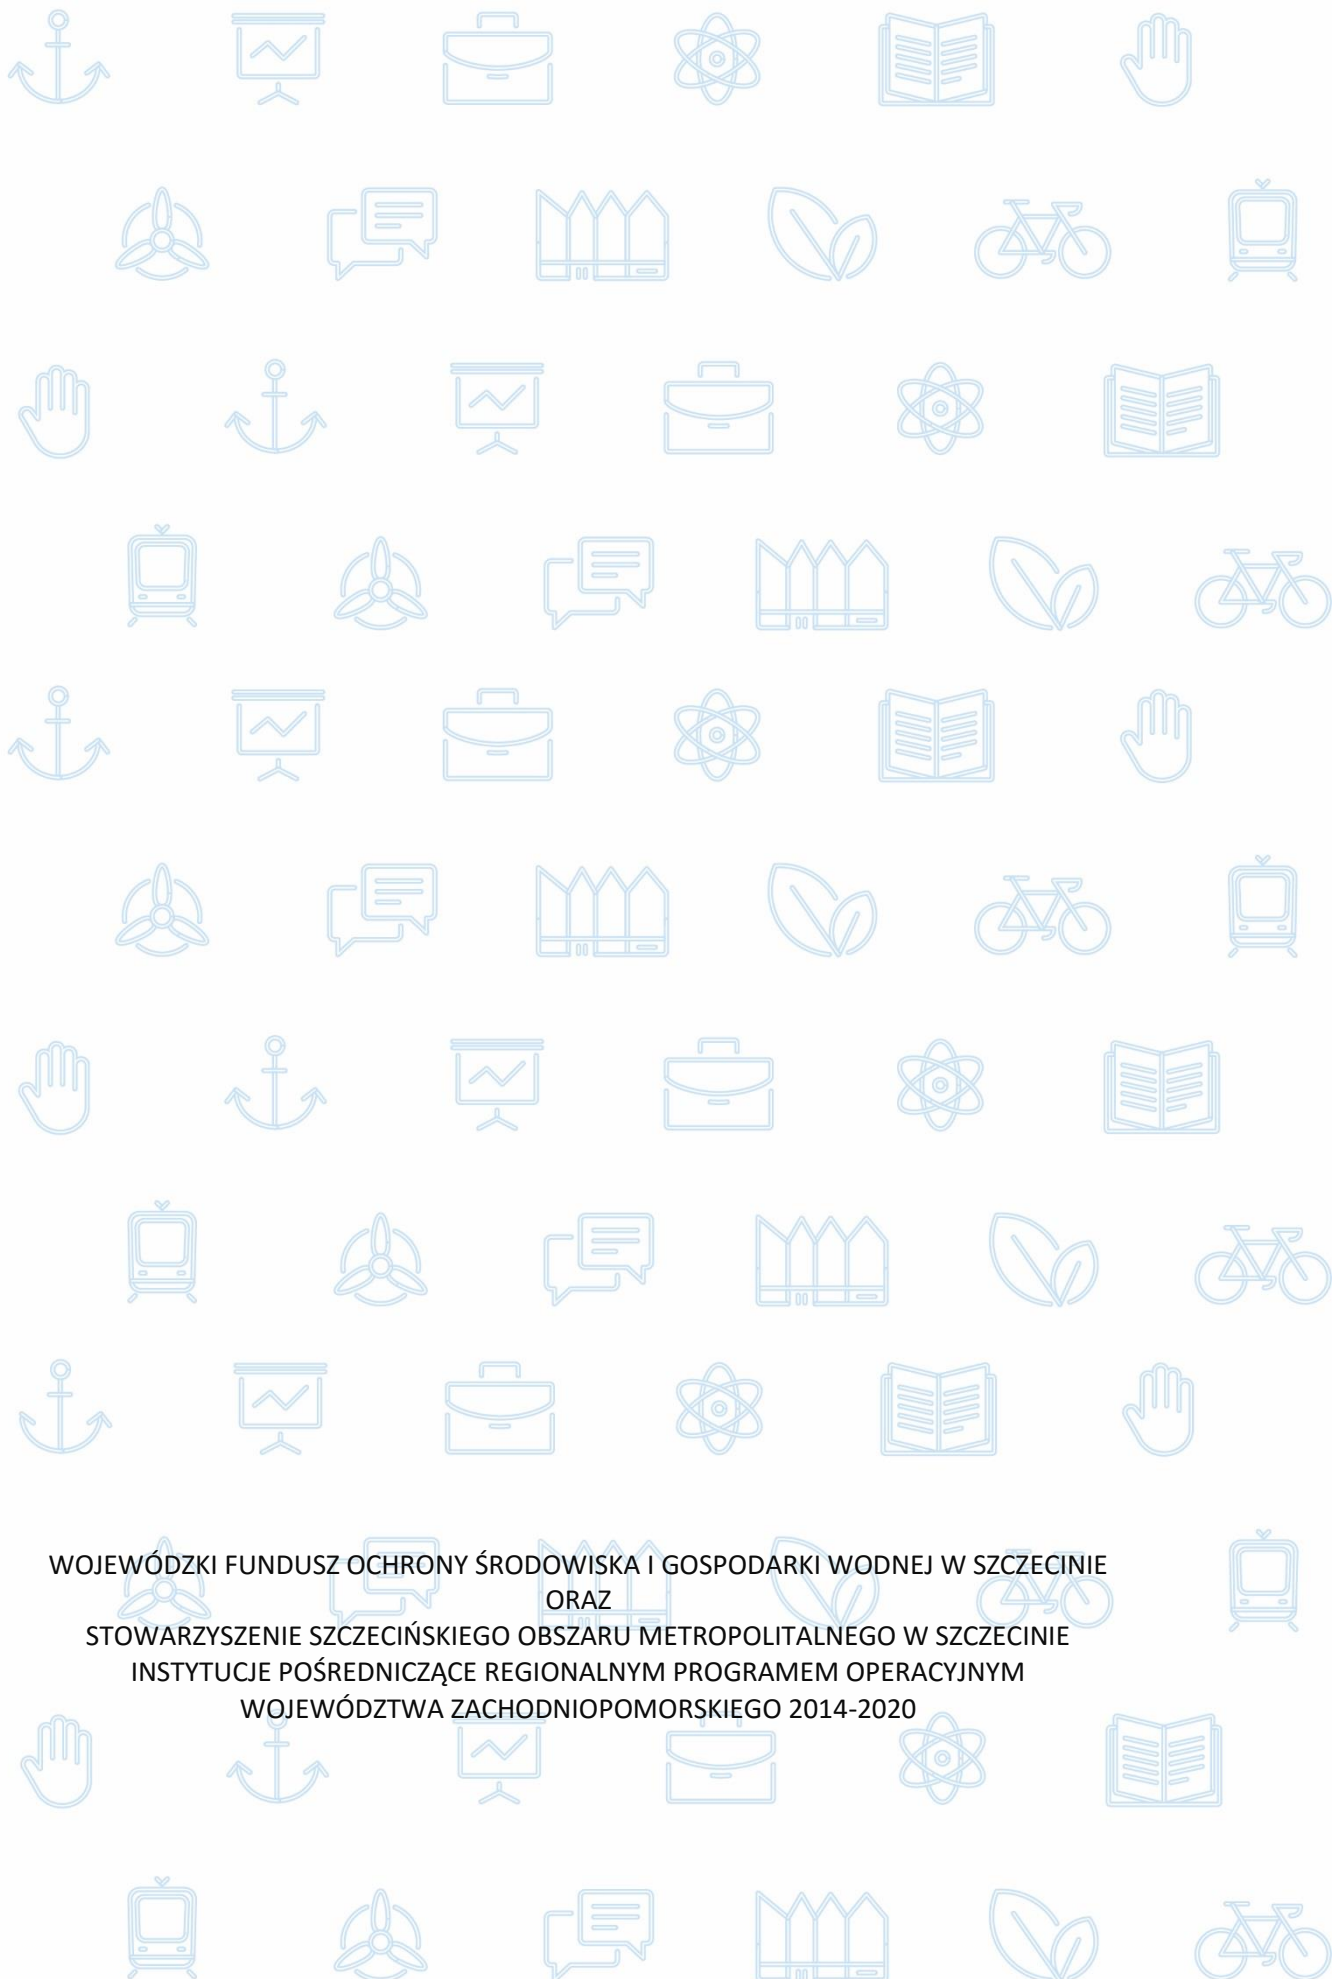 WOJEWÓDZKI FUNDUSZ OCHRONY ŚRODOWISKA I GOSPODARKI WODNEJ W SZCZECINIE
ORAZ
STOWARZYSZENIE SZCZECIŃSKIEGO OBSZARU METROPOLITALNEGO W SZCZECINIE
INSTYTUCJE POŚREDNICZĄCE REGIONALNYM PROGRAMEM OPERACYJNYM
WOJEWÓDZTWA ZACHODNIOPOMORSKIEGO 2014-2020